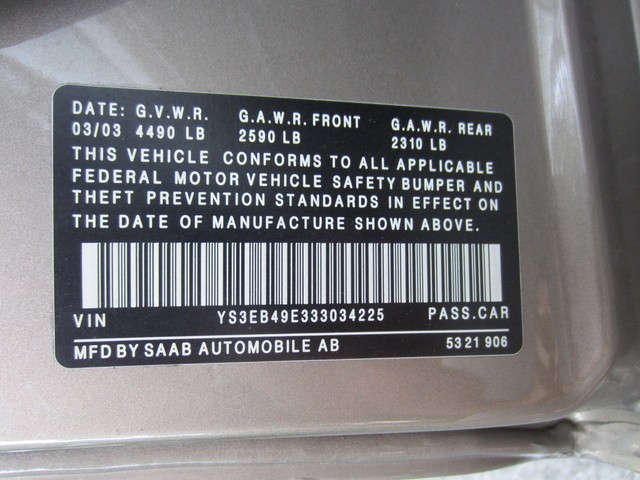 DATE: G.V.W.R. G.A.W.R. FRONT G.A.W.R. REAR
03/03 4490 LB 2590 LB 2310 LB
THIS VEHICLE CONFORMS TO ALL APPLICABLE
FEDERAL MOTOR VEHICLE SAFETY BUMPER AND
THEFT PREVENTION STANDARDS IN EFFECT ON
THE DATE OF MANUFACTURE SHOWN ABOVE.
VIN YS3EB49E333034225 PASS.CAR
MFD BY SAAB AUTOMOBILE AB 53 21 906